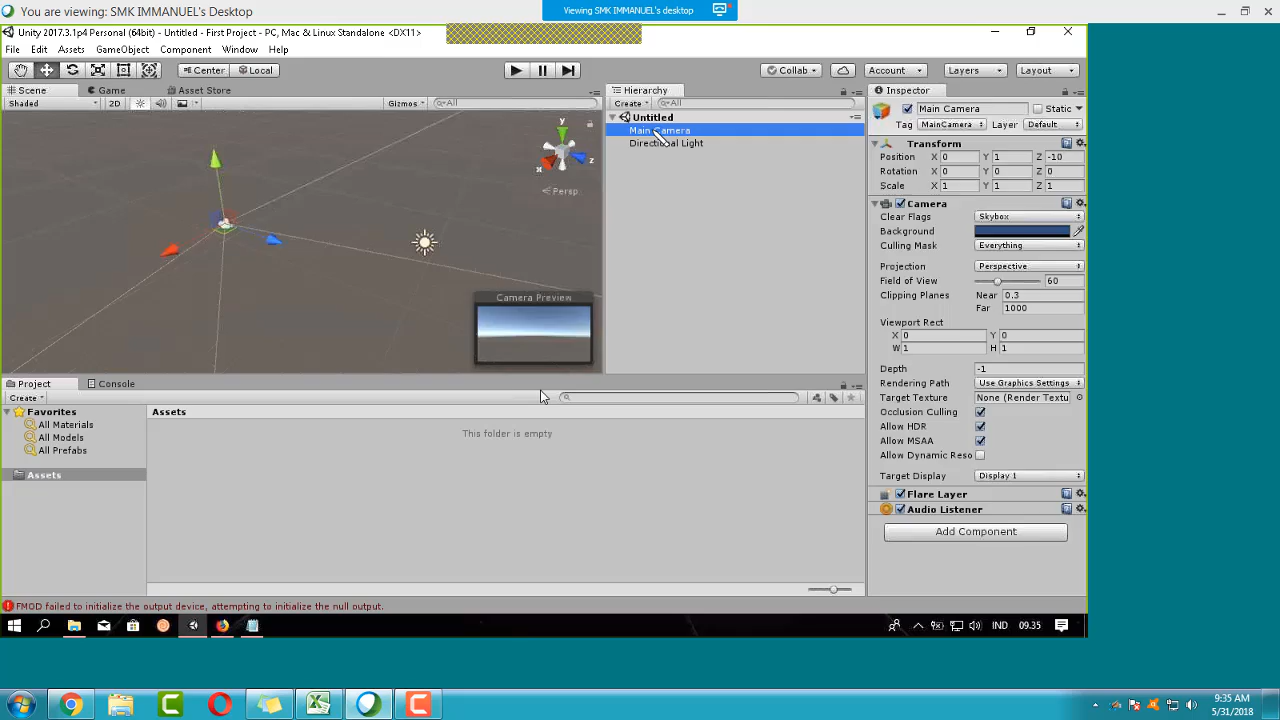 You are viewing: SMK IMMANUEL's Desktop
Viewing SMK IMMANUEL's desktop
Unity 2017.3.1p4 Personal (64bit) - Untitled - First Project - PC, Mac & Linux Standalone <DX11>
File Edit Assets GameObject Component Window Help
Center Local Collab Account Layers Layout
Scene Game Asset Store
Shaded 2D Gizmos All
y
x
z
Persp
Camera Preview
Hierarchy
Create All
Untitled
Main Camera
Directional Light
Inspector
Main Camera Static
Tag MainCamera Layer Default
Transform
Position X 0 Y 1 Z -10
Rotation X 0 Y 0 Z 0
Scale X 1 Y 1 Z 1
Camera
Clear Flags Skybox
Background
Culling Mask Everything
Projection Perspective
Field of View 60
Clipping Planes Near 0.3
Far 1000
Viewport Rect
X 0 Y 0
W 1 H 1
Depth -1
Rendering Path Use Graphics Settings
Target Texture None (Render Textu
Occlusion Culling
Allow HDR
Allow MSAA
Allow Dynamic Reso
Target Display Display 1
Flare Layer
Audio Listener
Add Component
Project Console
Create
Favorites
All Materials
All Models
All Prefabs
Assets
Assets
This folder is empty
FMOD failed to initialize the output device, attempting to initialize the null output.
IND 09.35
9:35 AM
5/31/2018